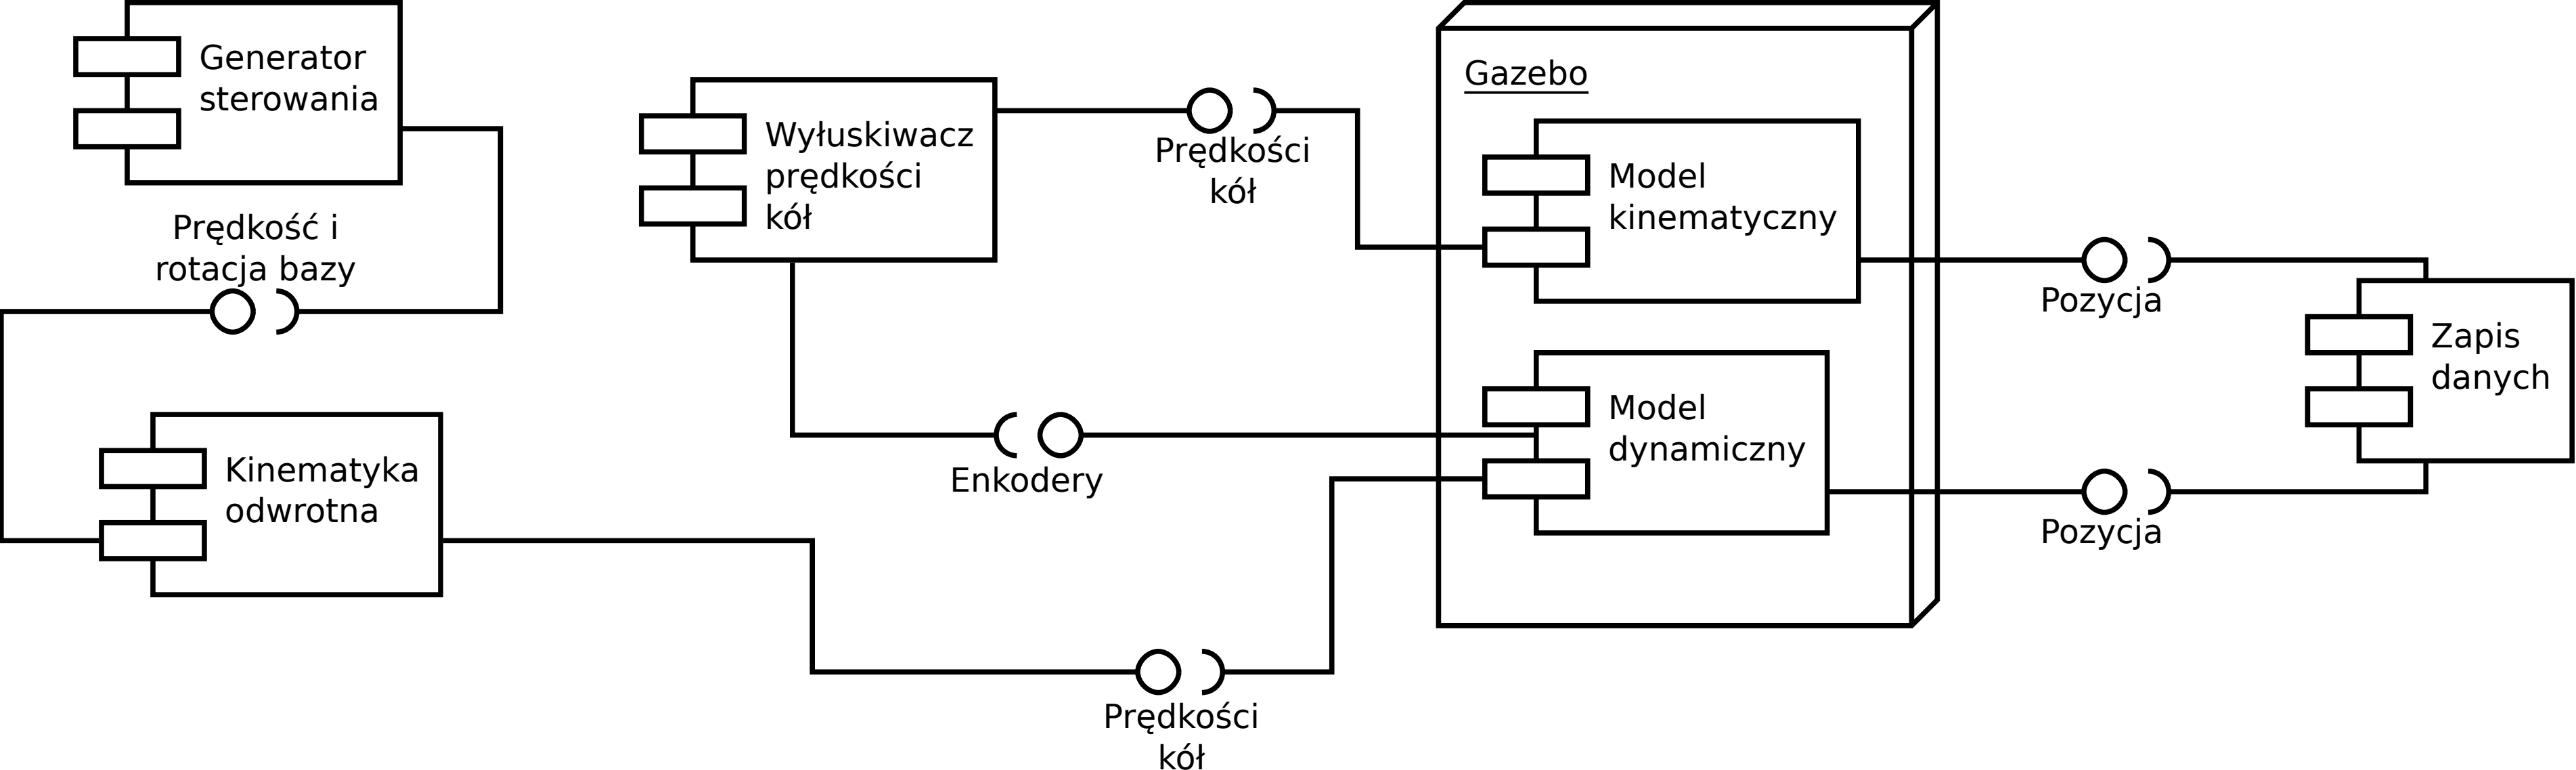 Generator
sterowania
Prędkość i
rotacja bazy
Kinematyka
odwrotna
Wyłuskiwacz
prędkości
kół
Prędkości
kół
Enkodery
Prędkości
kół
Gazebo
Model
kinematyczny
Model
dynamiczny
Pozycja
Pozycja
Zapis
danych